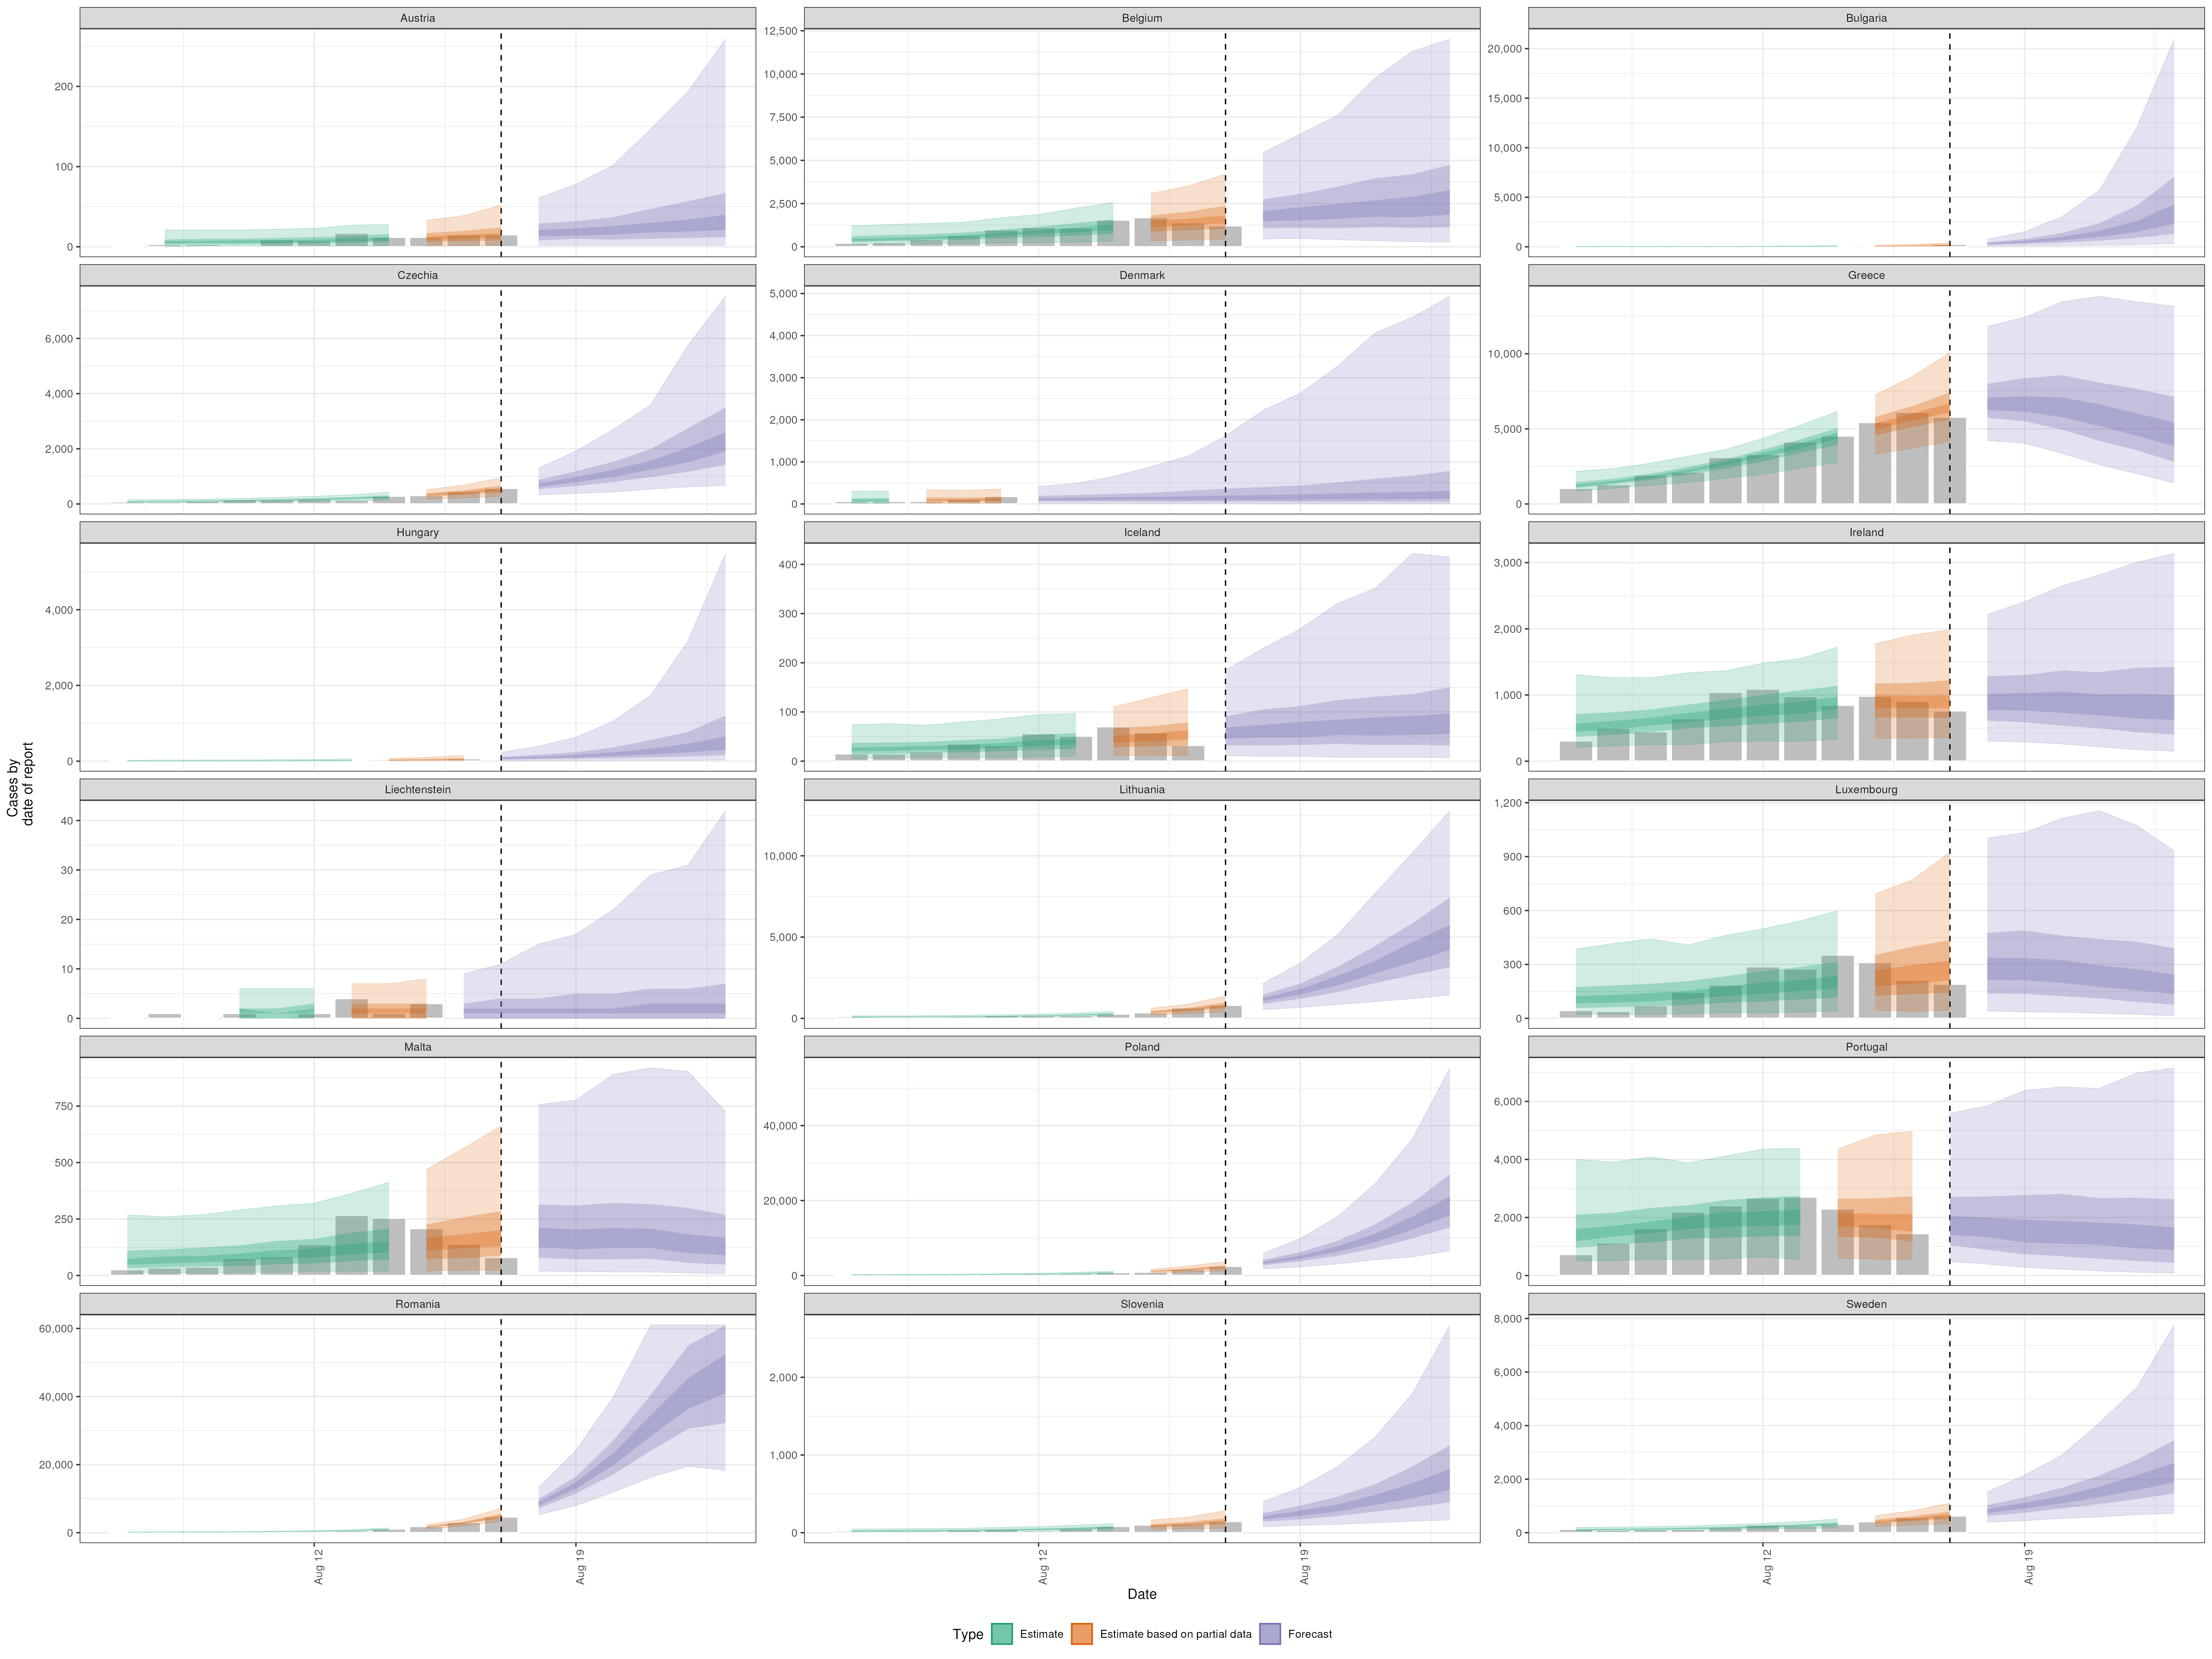 Austria
Belgium
Bulgaria
200
100
0
12,500
10,000
7,500
5,000
2,500
0
20,000
15,000
10,000
5,000
0
Czechia
Denmark
Greece
6,000
4,000
2,000
0
5,000
4,000
3,000
2,000
1,000
0
10,000
5,000
0
Hungary
Iceland
Ireland
4,000
2,000
0
400
300
200
100
0
3,000
2,000
1,000
0
Cases by
date of report
Liechtenstein
Lithuania
Luxembourg
40
30
20
10
0
10,000
5,000
0
1,200
900
600
300
0
Malta
Poland
Portugal
750
500
250
0
40,000
20,000
0
6,000
4,000
2,000
0
Romania
Slovenia
Sweden
60,000
40,000
20,000
0
2,000
1,000
0
8,000
6,000
4,000
2,000
0
Aug 12
Aug 19
Aug 12
Aug 19
Aug 12
Aug 19
Date
Type Estimate Estimate based on partial data Forecast